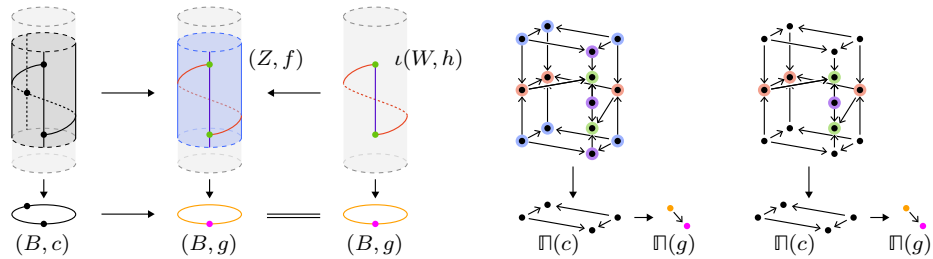 (Z, f)
ι(W, h)
(B, c)
(B, g)
(B, g)
𝕀(c)
𝕀(g)
𝕀(c)
𝕀(g)